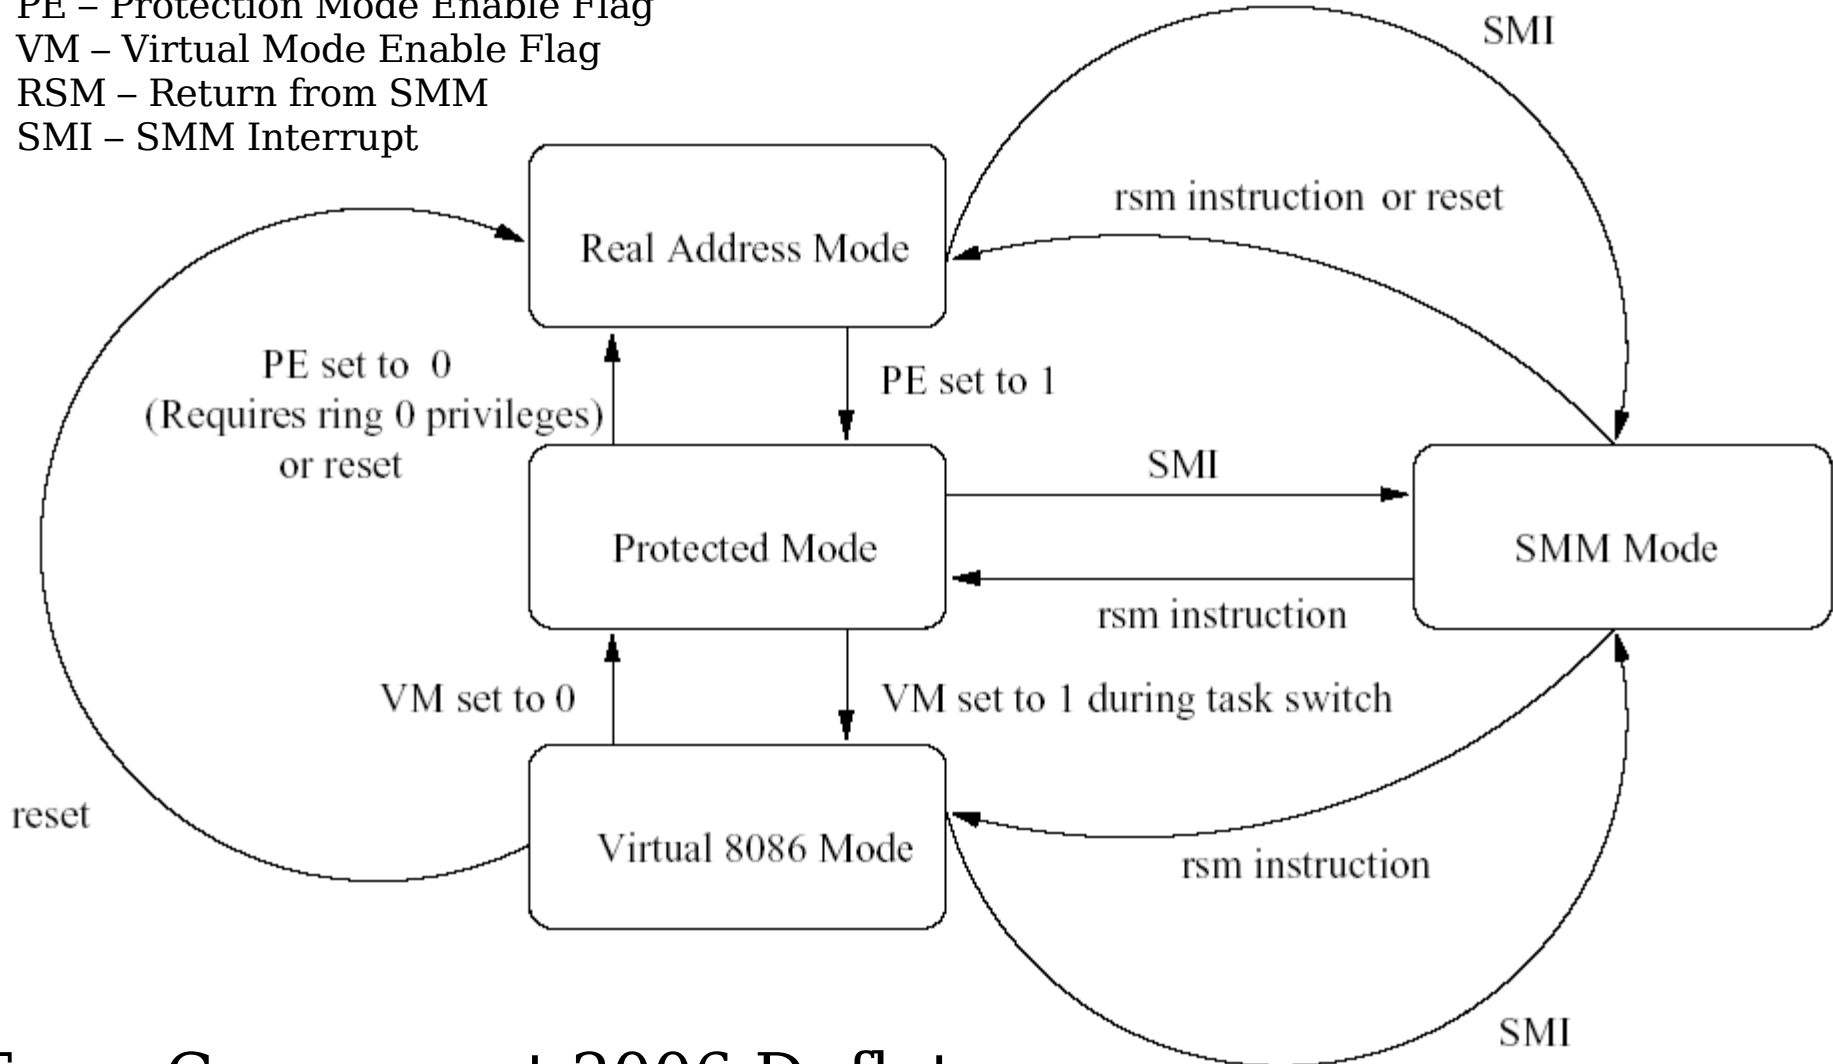 PE – Protection Mode Enable Flag
VM – Virtual Mode Enable Flag
RSM – Return from SMM
SMI – SMM Interrupt
SMI
rsm instruction or reset
Real Address Mode
PE set to 0
(Requires ring 0 privileges)
or reset
PE set to 1
SMI
Protected Mode
SMM Mode
rsm instruction
VM set to 0
VM set to 1 during task switch
reset
Virtual 8086 Mode
rsm instruction
SMI
2006